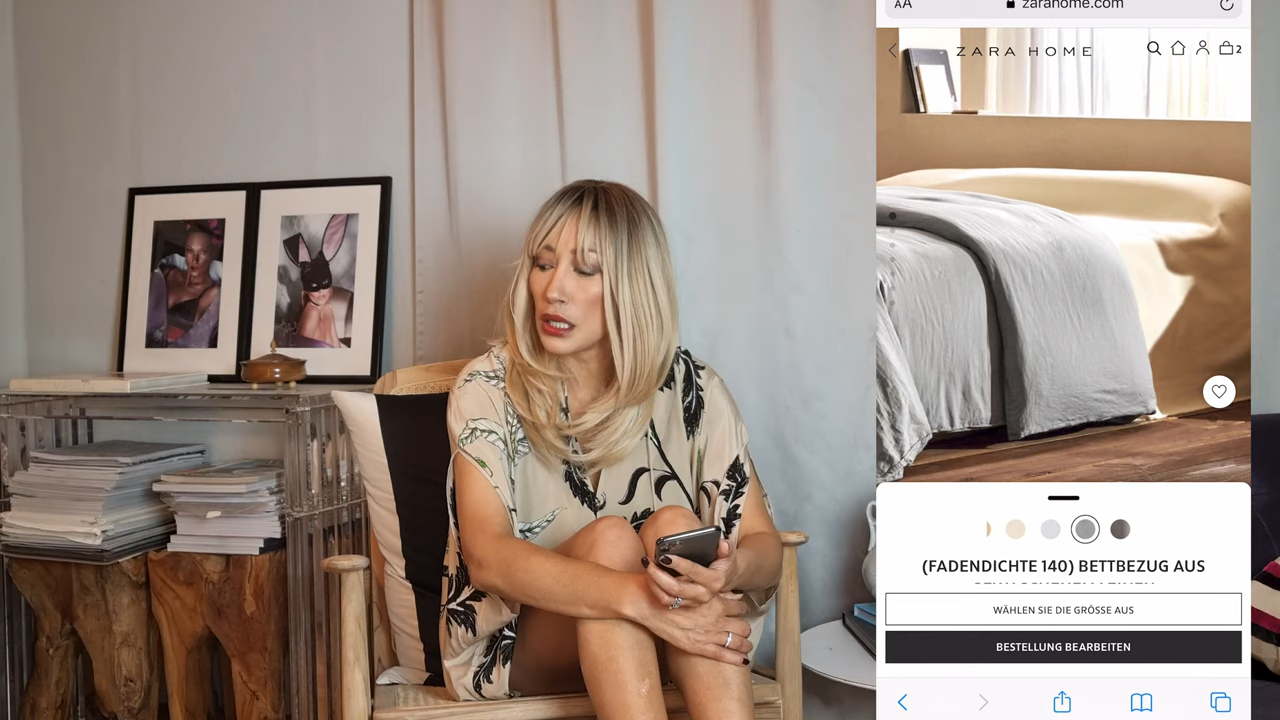 AA
zarahome.com
ZARA HOME
2
(FADENDICHTE 140) BETTBEZUG AUS
WÄHLEN SIE DIE GRÖSSE AUS
BESTELLUNG BEARBEITEN